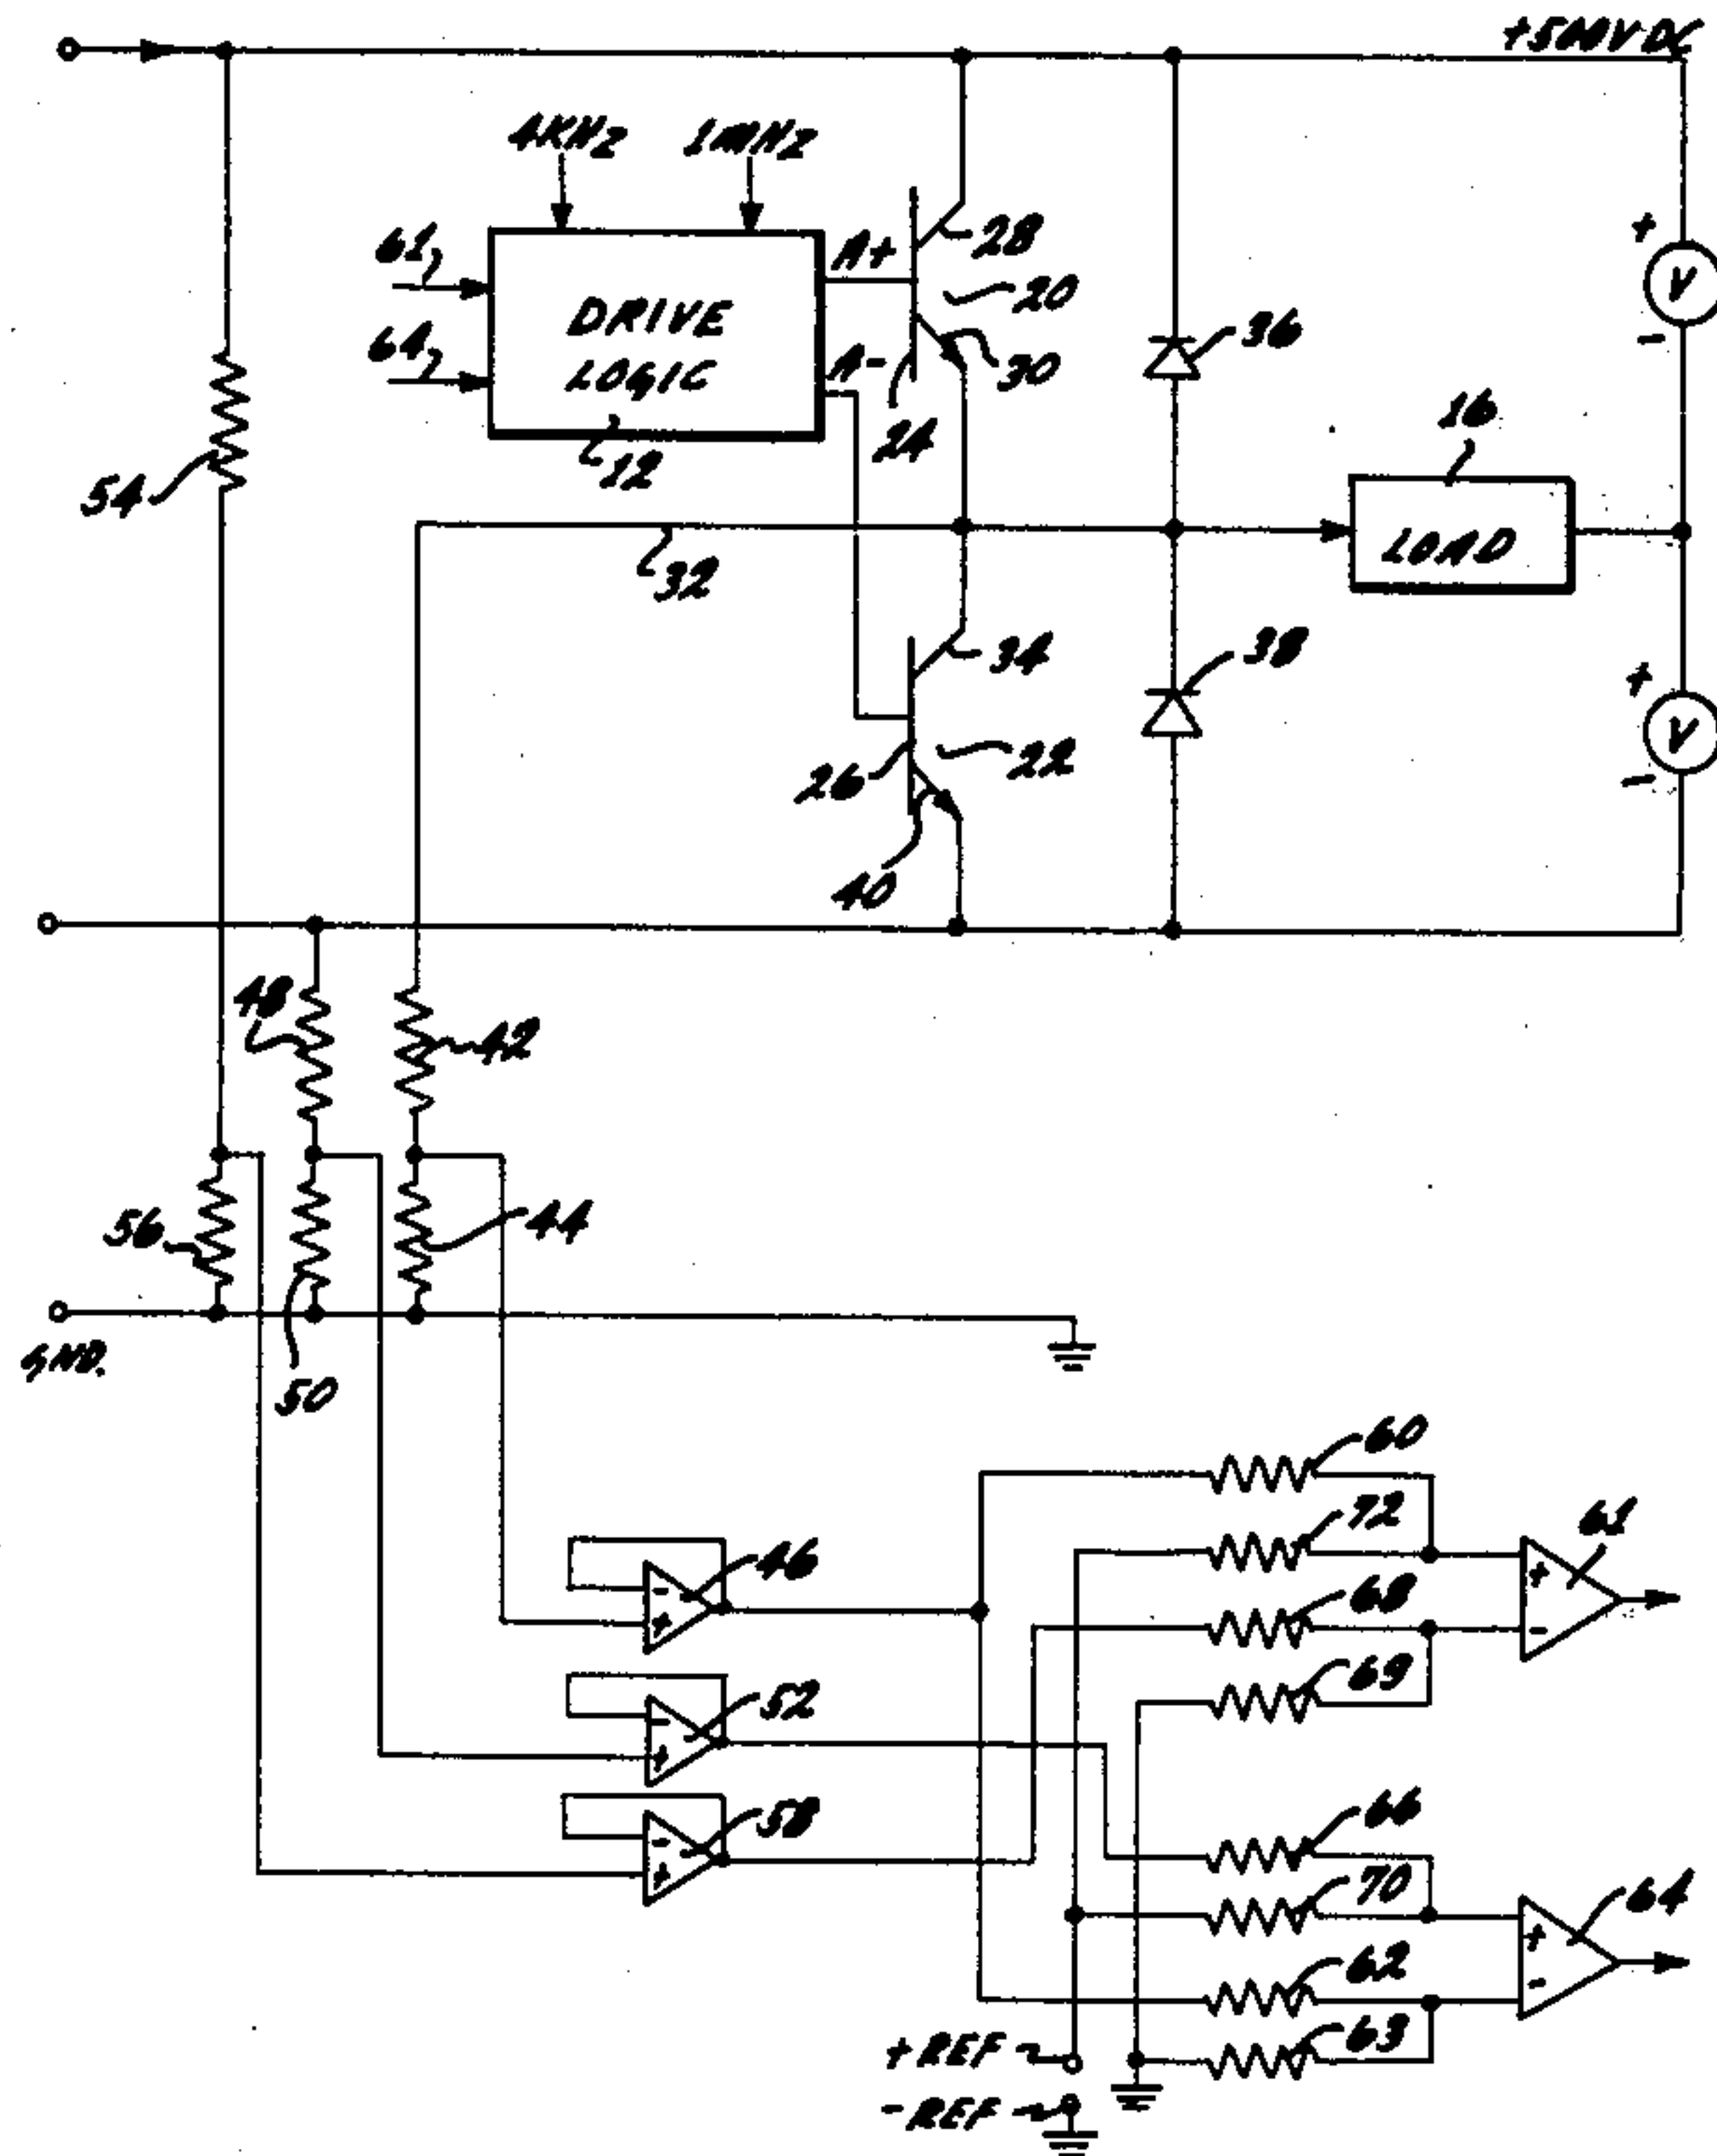 +500VDC
4KHz 1MHz
61 A+ 28
DRIVE 20
64 LOGIC A- 30 36
24 16
54 12
LOAD
32
34 38
26 22
40
48 42
56 44
GND.
50
60
72 61
46 68
69
52
58 66
70 64
62
+REF 63
-REF
+
V
-
+
V
-
-
+
-
+
-
+
+
-
+
-